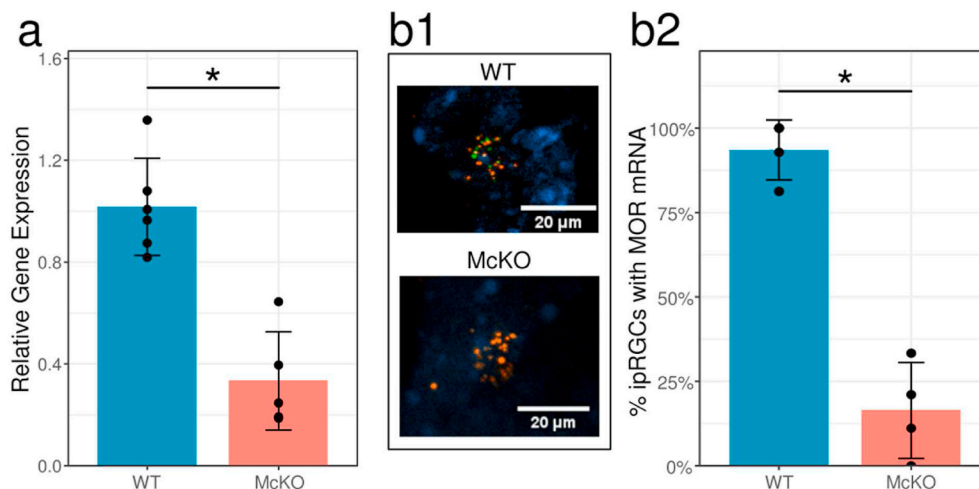 a
Relative Gene Expression
1.6
1.2
0.8
0.4
0.0
*
WT
McKO
b1
WT
20 µm
McKO
20 µm
b2
% ipRGCs with MOR mRNA
100%
75%
50%
25%
0%
*
WT
McKO